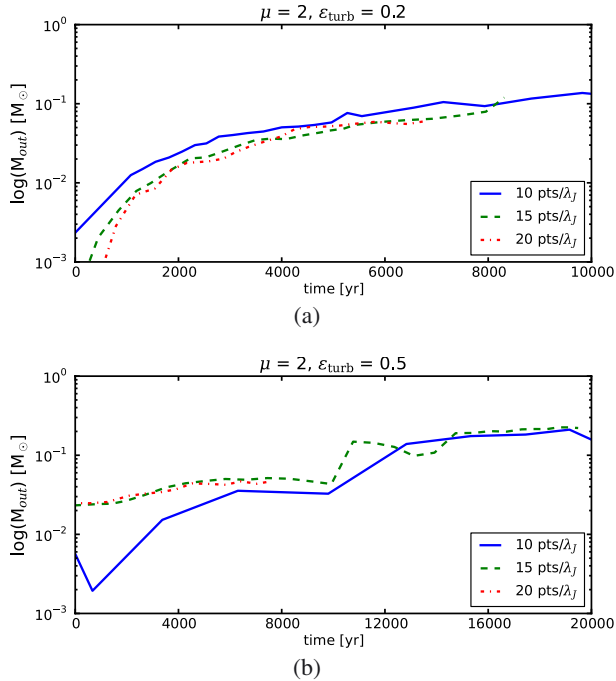 μ = 2, ε_turb = 0.2
log(M_out) [M_⊙]
10^0
10^-1
10^-2
10^-3
0 2000 4000 6000 8000 10000
time [yr]
10 pts/λ_J
15 pts/λ_J
20 pts/λ_J
(a)
μ = 2, ε_turb = 0.5
log(M_out) [M_⊙]
10^0
10^-1
10^-2
10^-3
0 4000 8000 12000 16000 20000
time [yr]
10 pts/λ_J
15 pts/λ_J
20 pts/λ_J
(b)